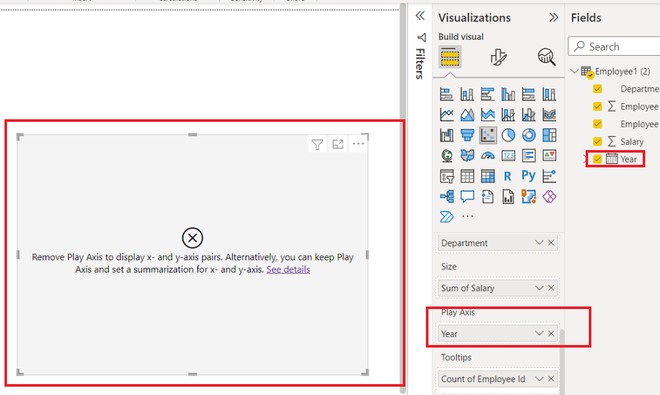 Visualizations
Fields
Build visual
Search
Filters
Employee1 (2)
Departme
Employee
Employee
Salary
Year
123
R
Py
Remove Play Axis to display x- and y-axis pairs. Alternatively, you can keep Play
Axis and set a summarization for x- and y-axis. See details
Department
Size
Sum of Salary
Play Axis
Year
Tooltips
Count of Employee Id